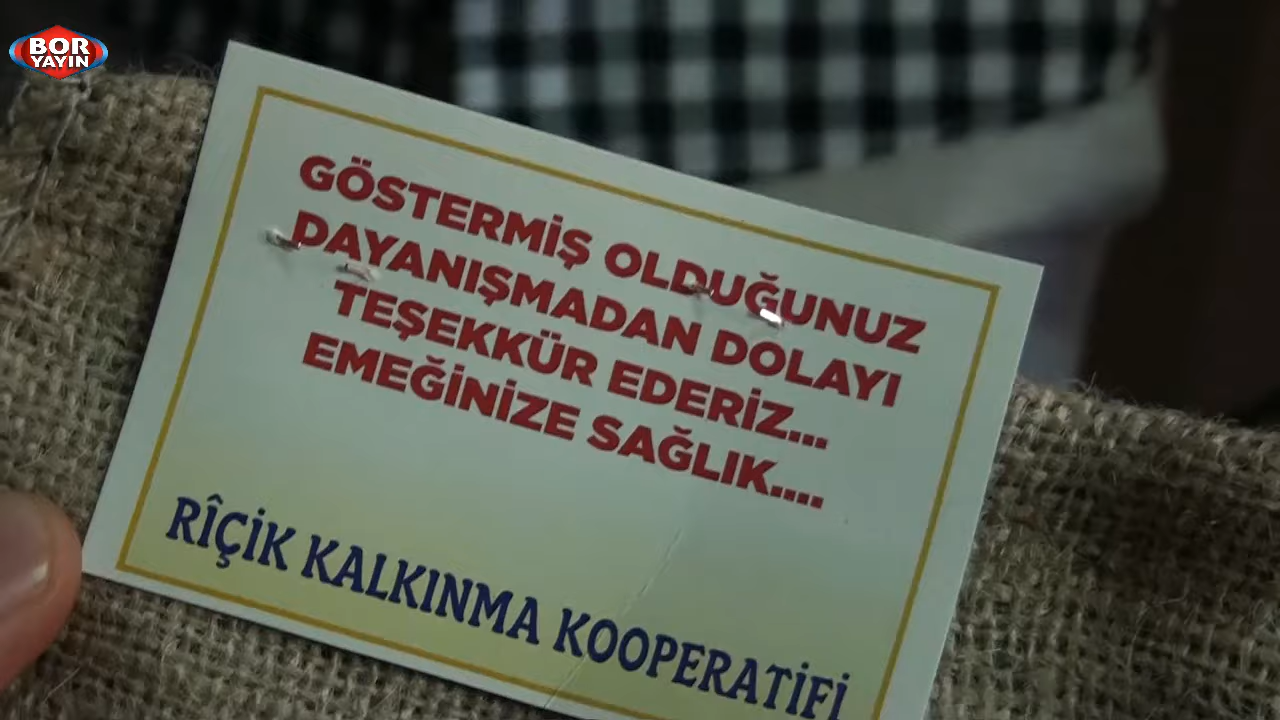 BOR
YAYIN
GÖSTERMİŞ OLDUĞUNUZ
DAYANIŞMADAN DOLAYI
TEŞEKKÜR EDERİZ...
EMEĞİNİZE SAĞLIK....
RÎÇİK KALKINMA KOOPERATİFİ